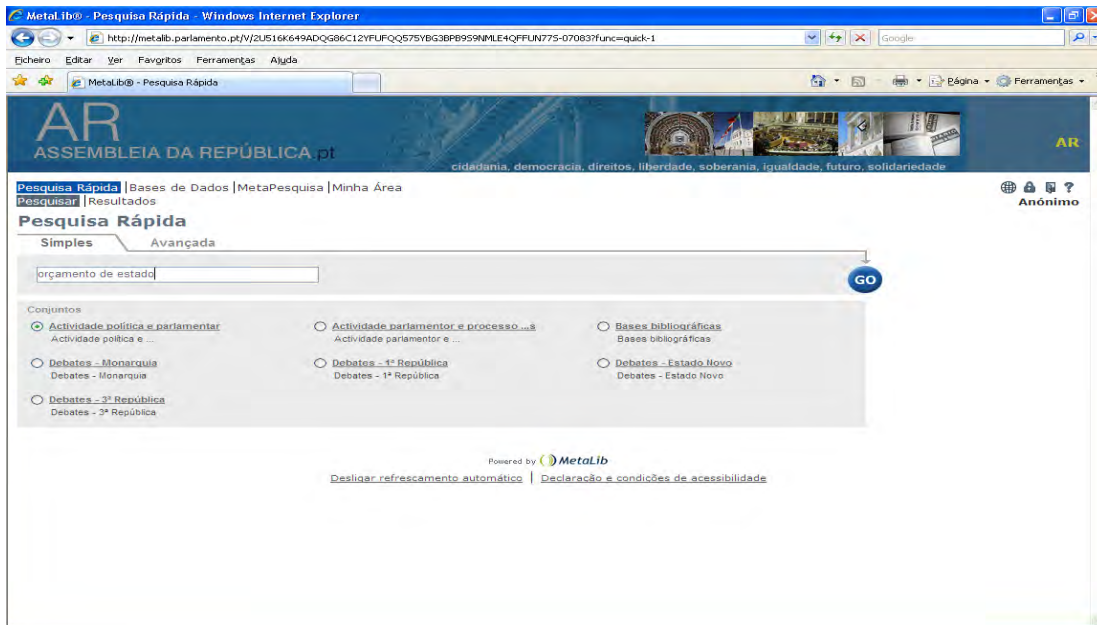 MetaLib® - Pesquisa Rápida - Windows Internet Explorer
http://metalib.parlamento.pt/V/2U516K649ADQG86C12YFUFQQ575YBG3BPB9S9NMLE4QFFUN77S-07083?func=quick-1
Google
Ficheiro Editar Ver Favoritos Ferramentas Ajuda
MetaLib® - Pesquisa Rápida
Página Ferramentas
AR
ASSEMBLEIA DA REPÚBLICA.pt
cidadania, democracia, direitos, liberdade, soberania, igualdade, futuro, solidariedade
AR
Pesquisa Rápida | Bases de Dados | MetaPesquisa | Minha Área
Pesquisar | Resultados
Anónimo
Pesquisa Rápida
Simples Avançada
orçamento de estado
GO
Conjuntos
Actividade política e parlamentar Actividade parlamentor e processo ...s Bases bibliográficas
Actividade política e ... Actividade parlamentor e ... Bases bibliográficas
Debates - Monarquia Debates - 1ª República Debates - Estado Novo
Debates - Monarquia Debates - 1ª República Debates - Estado Novo
Debates - 3ª República
Debates - 3ª República
Powered by MetaLib
Desligar refrescamento automático | Declaração e condições de acessibilidade